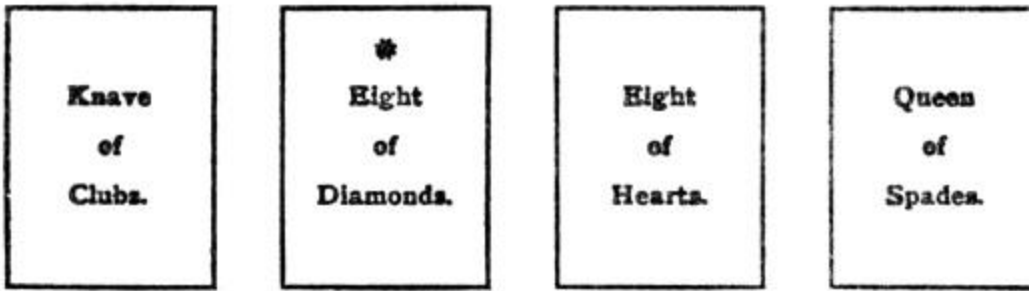 Knave
of
Clubs.
*
Eight
of
Diamonds.
Eight
of
Hearts.
Queen
of
Spades.